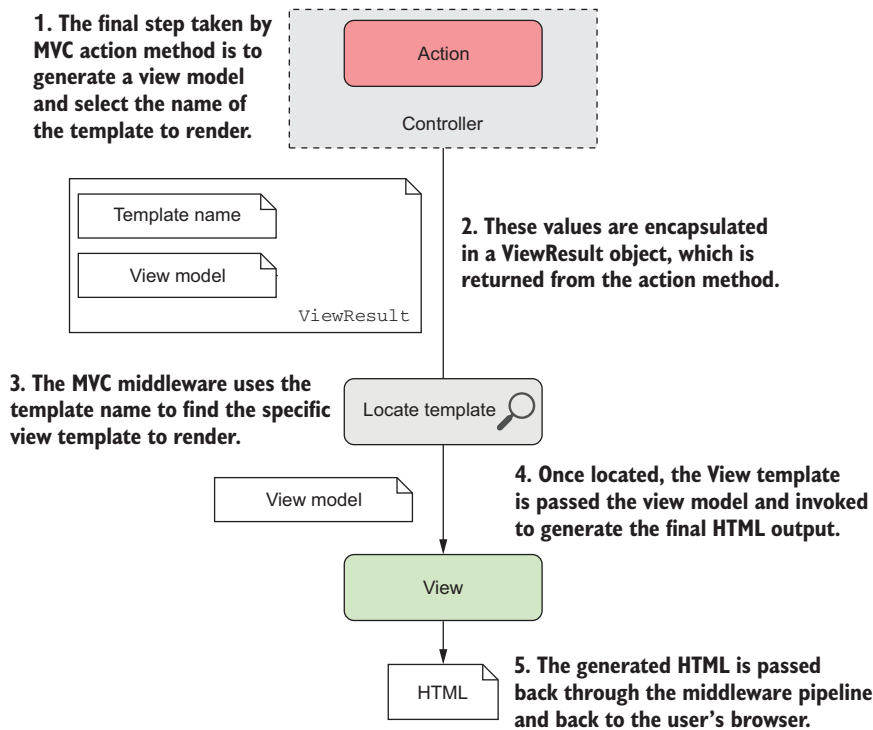 1. The final step taken by
MVC action method is to
generate a view model
and select the name of
the template to render.
Action
Controller
Template name
View model
ViewResult
2. These values are encapsulated
in a ViewResult object, which is
returned from the action method.
3. The MVC middleware uses the
template name to find the specific
view template to render.
Locate template
View model
4. Once located, the View template
is passed the view model and invoked
to generate the final HTML output.
View
HTML
5. The generated HTML is passed
back through the middleware pipeline
and back to the user's browser.